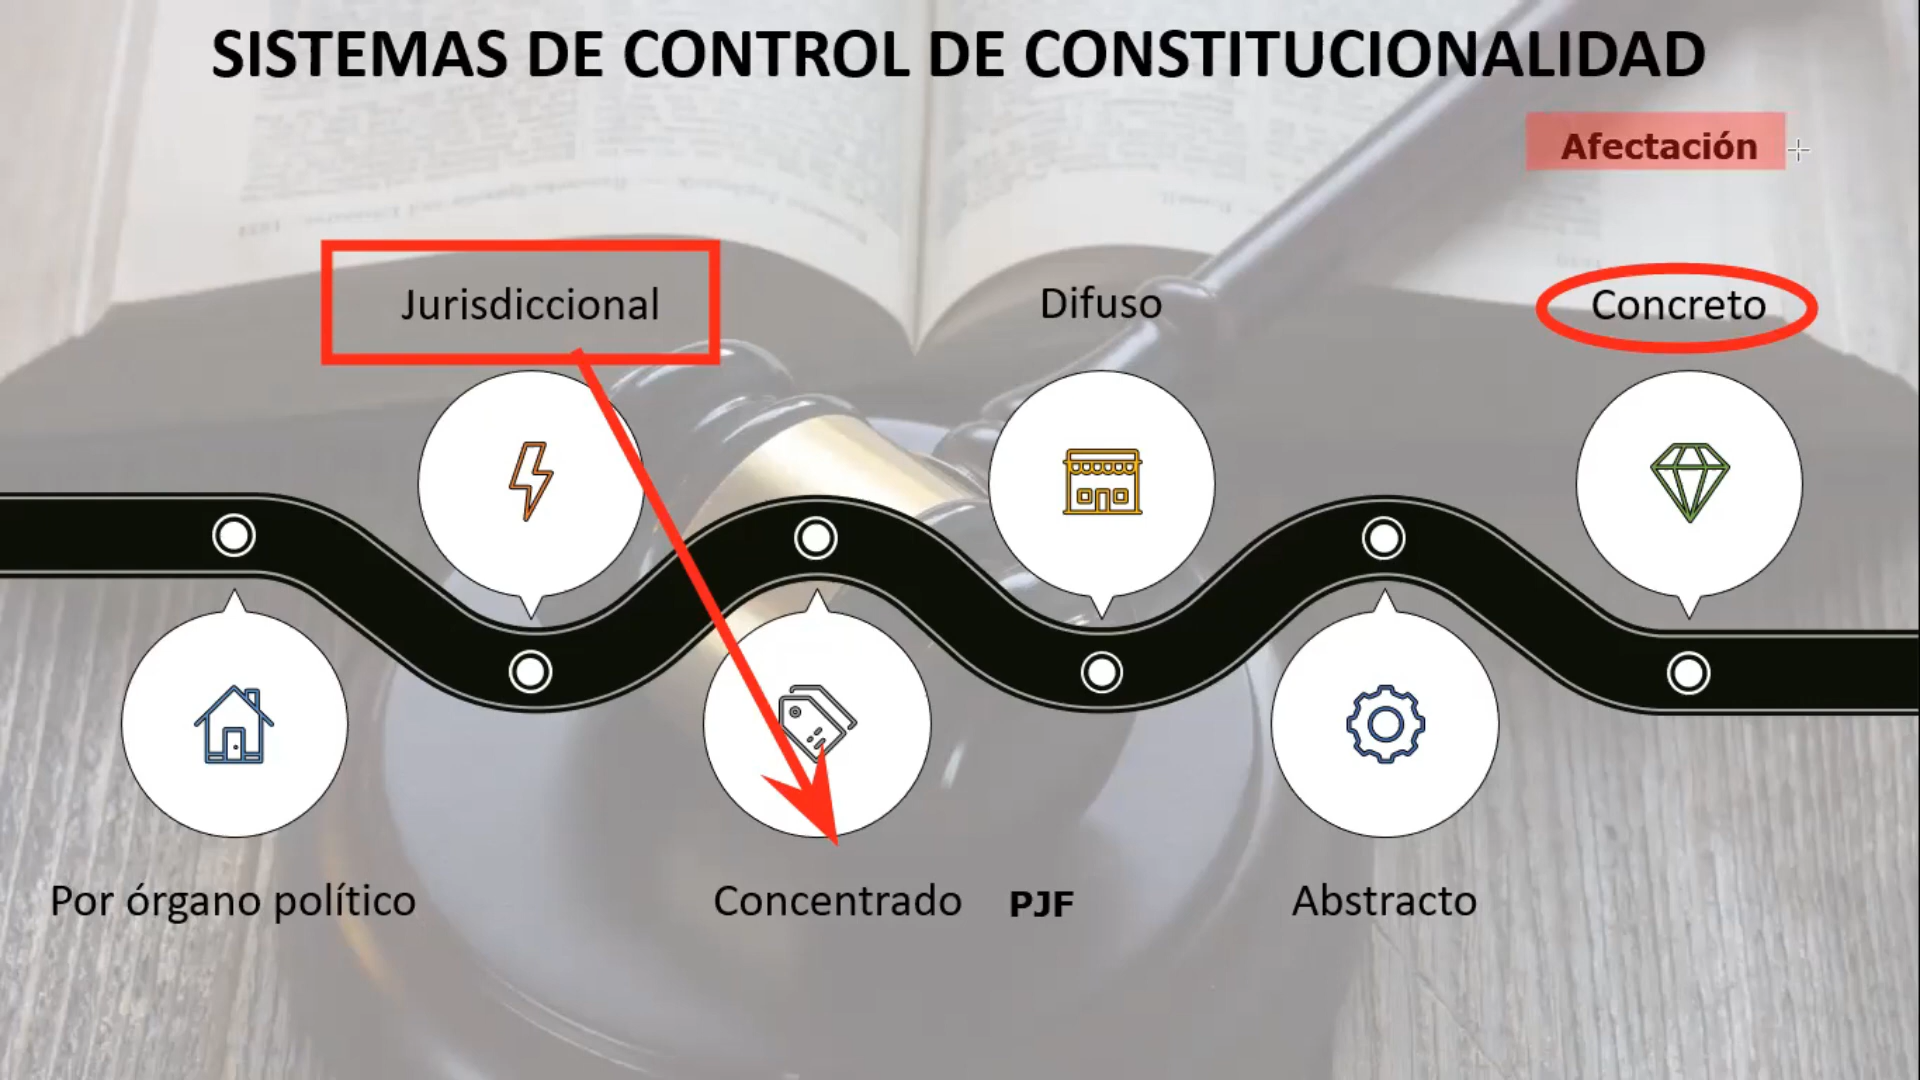 SISTEMAS DE CONTROL DE CONSTITUCIONALIDAD
Afectación
Jurisdiccional
Difuso
Concreto
Por órgano político
Concentrado
PJF
Abstracto